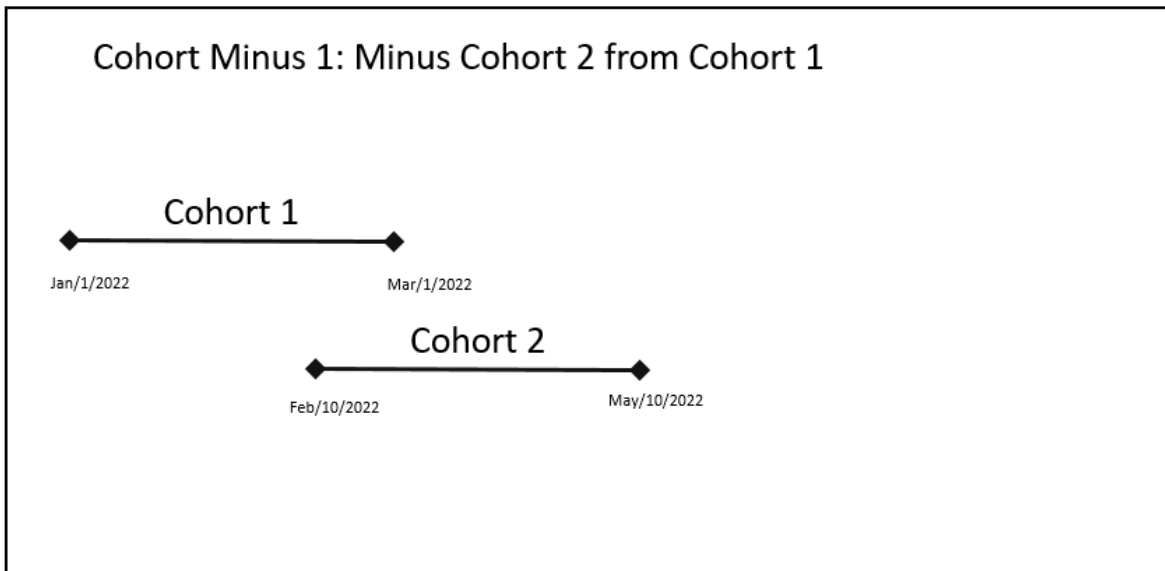 Cohort Minus 1: Minus Cohort 2 from Cohort 1
Cohort 1
Jan/1/2022
Mar/1/2022
Cohort 2
Feb/10/2022
May/10/2022